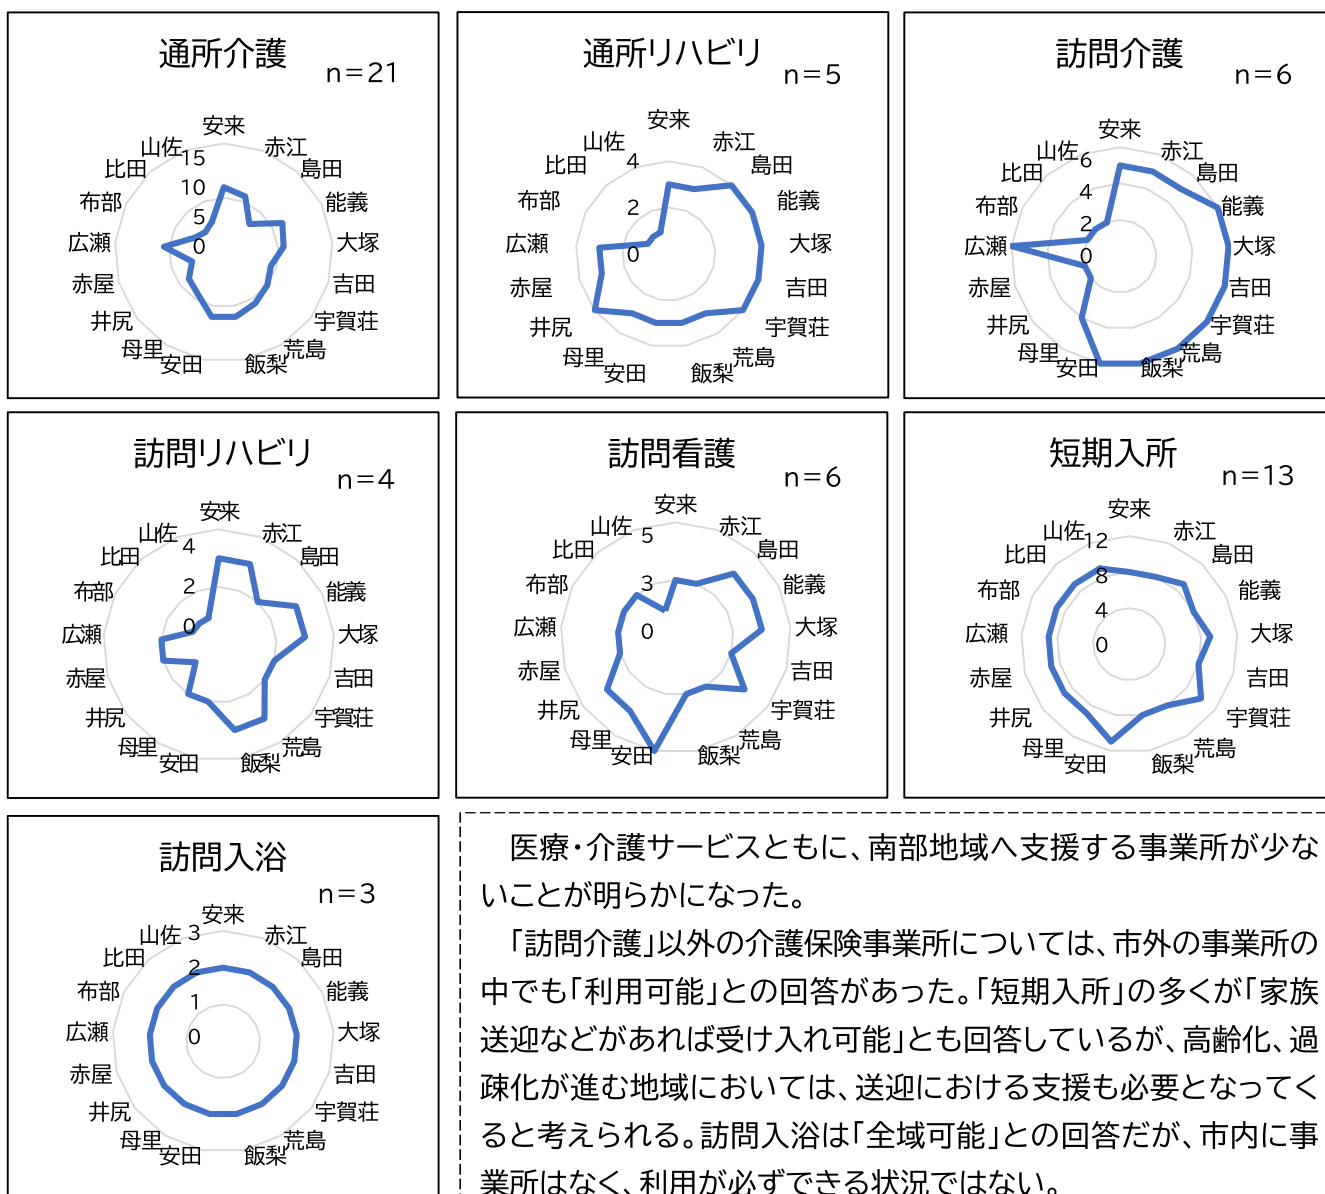 通所介護
n=21
安来
赤江
島田
能義
大塚
吉田
宇賀荘
荒島
飯梨
安田
母里
井尻
赤屋
広瀬
布部
比田
山佐
15
10
5
0
通所リハビリ
n=5
安来
赤江
島田
能義
大塚
吉田
宇賀荘
荒島
飯梨
安田
母里
井尻
赤屋
広瀬
布部
比田
山佐
4
2
0
訪問介護
n=6
安来
赤江
島田
能義
大塚
吉田
宇賀荘
荒島
飯梨
安田
母里
井尻
赤屋
広瀬
布部
比田
山佐
6
4
2
0
訪問リハビリ
n=4
安来
赤江
島田
能義
大塚
吉田
宇賀荘
荒島
飯梨
安田
母里
井尻
赤屋
広瀬
布部
比田
山佐
4
2
0
訪問看護
n=6
安来
赤江
島田
能義
大塚
吉田
宇賀荘
荒島
飯梨
安田
母里
井尻
赤屋
広瀬
布部
比田
山佐
5
3
0
短期入所
n=13
安来
赤江
島田
能義
大塚
吉田
宇賀荘
荒島
飯梨
安田
母里
井尻
赤屋
広瀬
布部
比田
山佐
12
8
4
0
訪問入浴
n=3
安来
赤江
島田
能義
大塚
吉田
宇賀荘
荒島
飯梨
安田
母里
井尻
赤屋
広瀬
布部
比田
山佐
3
2
1
0
医療・介護サービスともに、南部地域へ支援する事業所が少な
いことが明らかになった。
「訪問介護」以外の介護保険事業所については、市外の事業所の
中でも「利用可能」との回答があった。「短期入所」の多くが「家族
送迎などがあれば受け入れ可能」とも回答しているが、高齢化、過
疎化が進む地域においては、送迎における支援も必要となってく
ると考えられる。訪問入浴は「全域可能」との回答だが、市内に事
業所はなく、利用が必ずできる状況ではない。